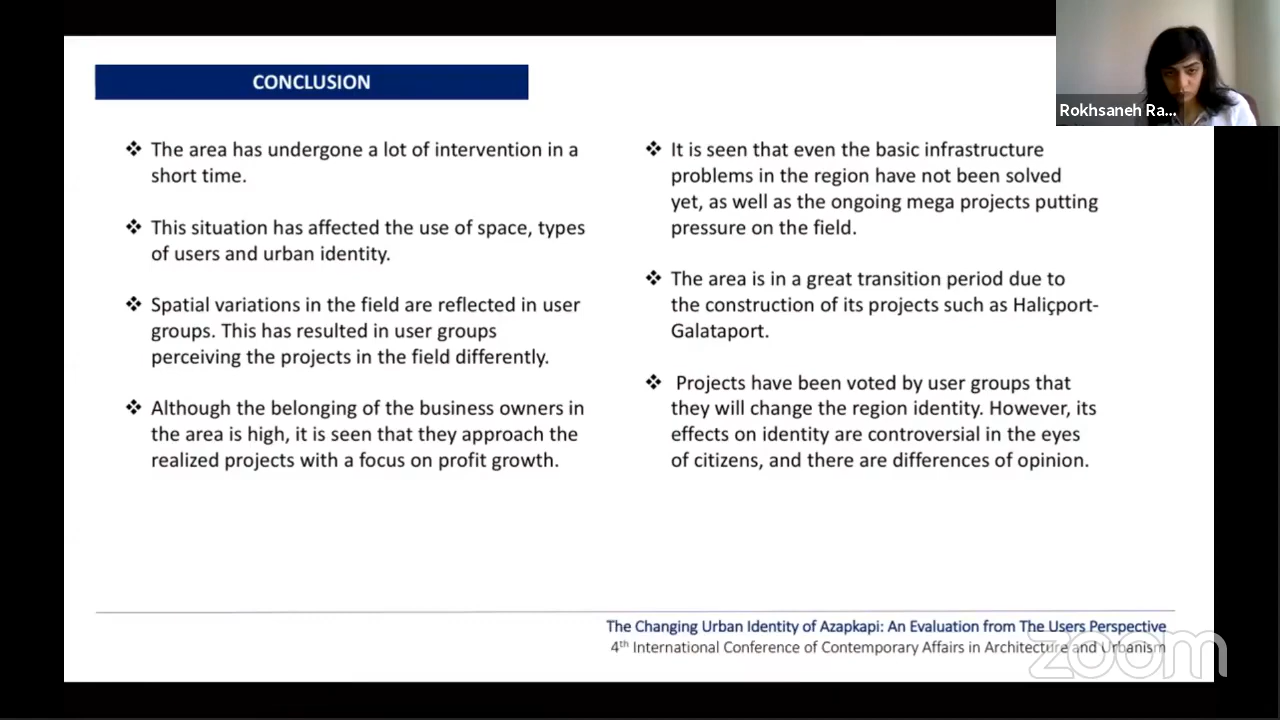 CONCLUSION
❖ The area has undergone a lot of intervention in a
short time.
❖ This situation has affected the use of space, types
of users and urban identity.
❖ Spatial variations in the field are reflected in user
groups. This has resulted in user groups
perceiving the projects in the field differently.
❖ Although the belonging of the business owners in
the area is high, it is seen that they approach the
realized projects with a focus on profit growth.
❖ It is seen that even the basic infrastructure
problems in the region have not been solved
yet, as well as the ongoing mega projects putting
pressure on the field.
❖ The area is in a great transition period due to
the construction of its projects such as Haliçport-
Galataport.
❖ Projects have been voted by user groups that
they will change the region identity. However, its
effects on identity are controversial in the eyes
of citizens, and there are differences of opinion.
Rokhsaneh Ra...
The Changing Urban Identity of Azapkapi: An Evaluation from The Users Perspective
4th International Conference of Contemporary Affairs in Architecture and Urbanism
zoom